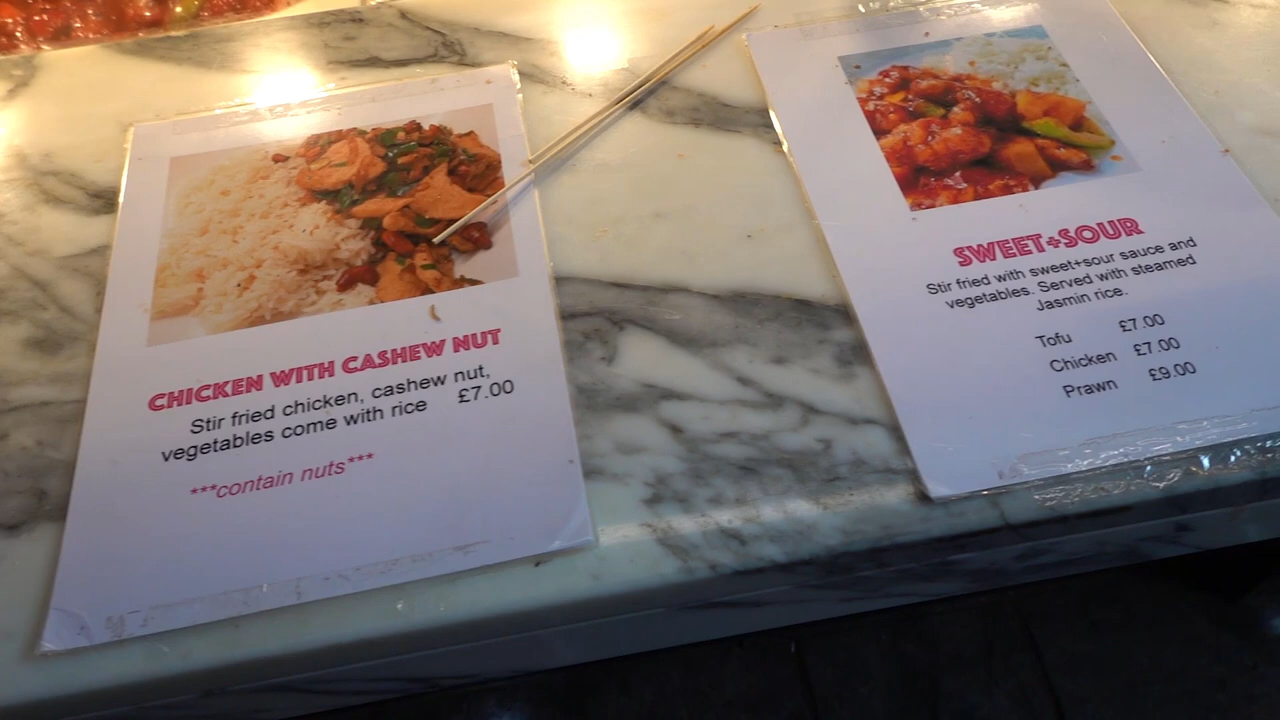 CHICKEN WITH CASHEW NUT
Stir fried chicken, cashew nut,
vegetables come with rice £7.00
***contain nuts***
SWEET+SOUR
Stir fried with sweet+sour sauce and
vegetables. Served with steamed
Jasmin rice.
Tofu £7.00
Chicken £7.00
Prawn £9.00